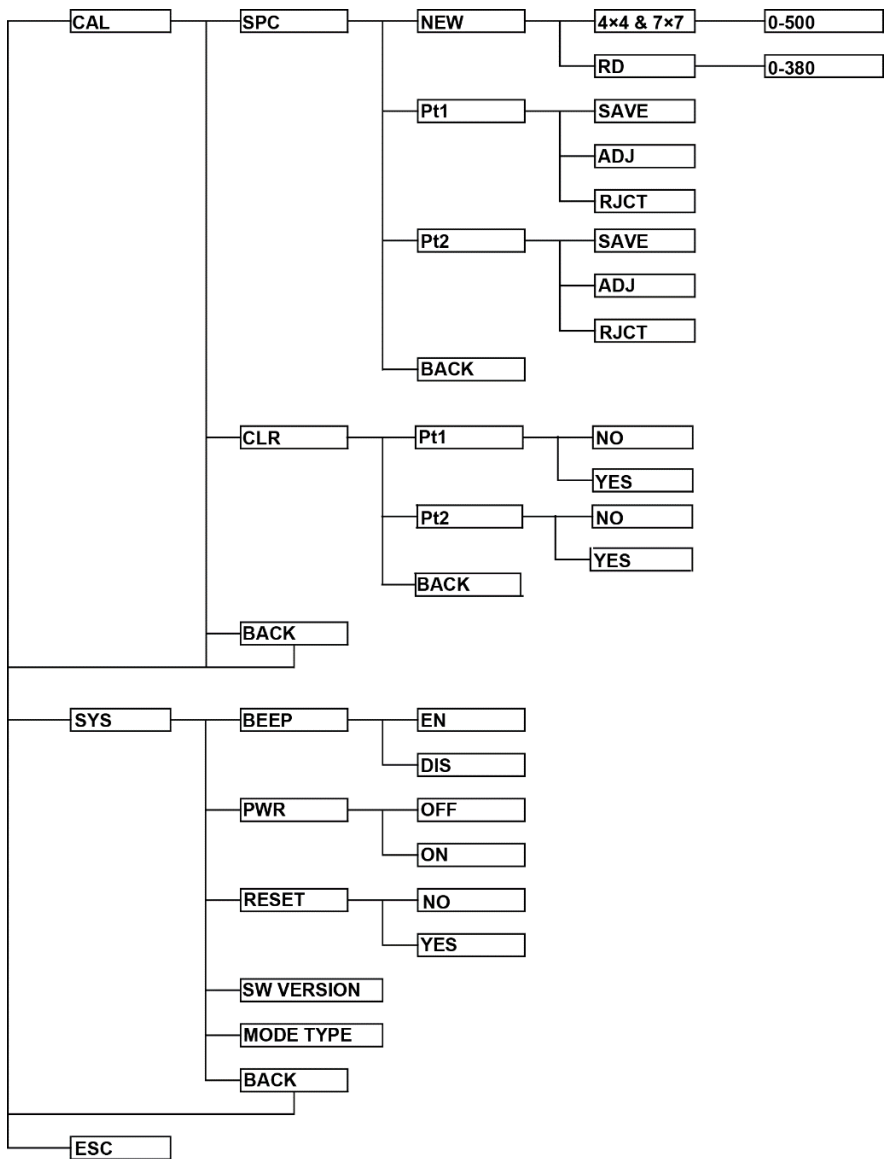 CAL
SPC
NEW
4×4 & 7×7
0-500
RD
0-380
Pt1
SAVE
ADJ
RJCT
Pt2
SAVE
ADJ
RJCT
BACK
CLR
Pt1
NO
YES
Pt2
NO
YES
BACK
BACK
SYS
BEEP
EN
DIS
PWR
OFF
ON
RESET
NO
YES
SW VERSION
MODE TYPE
BACK
ESC